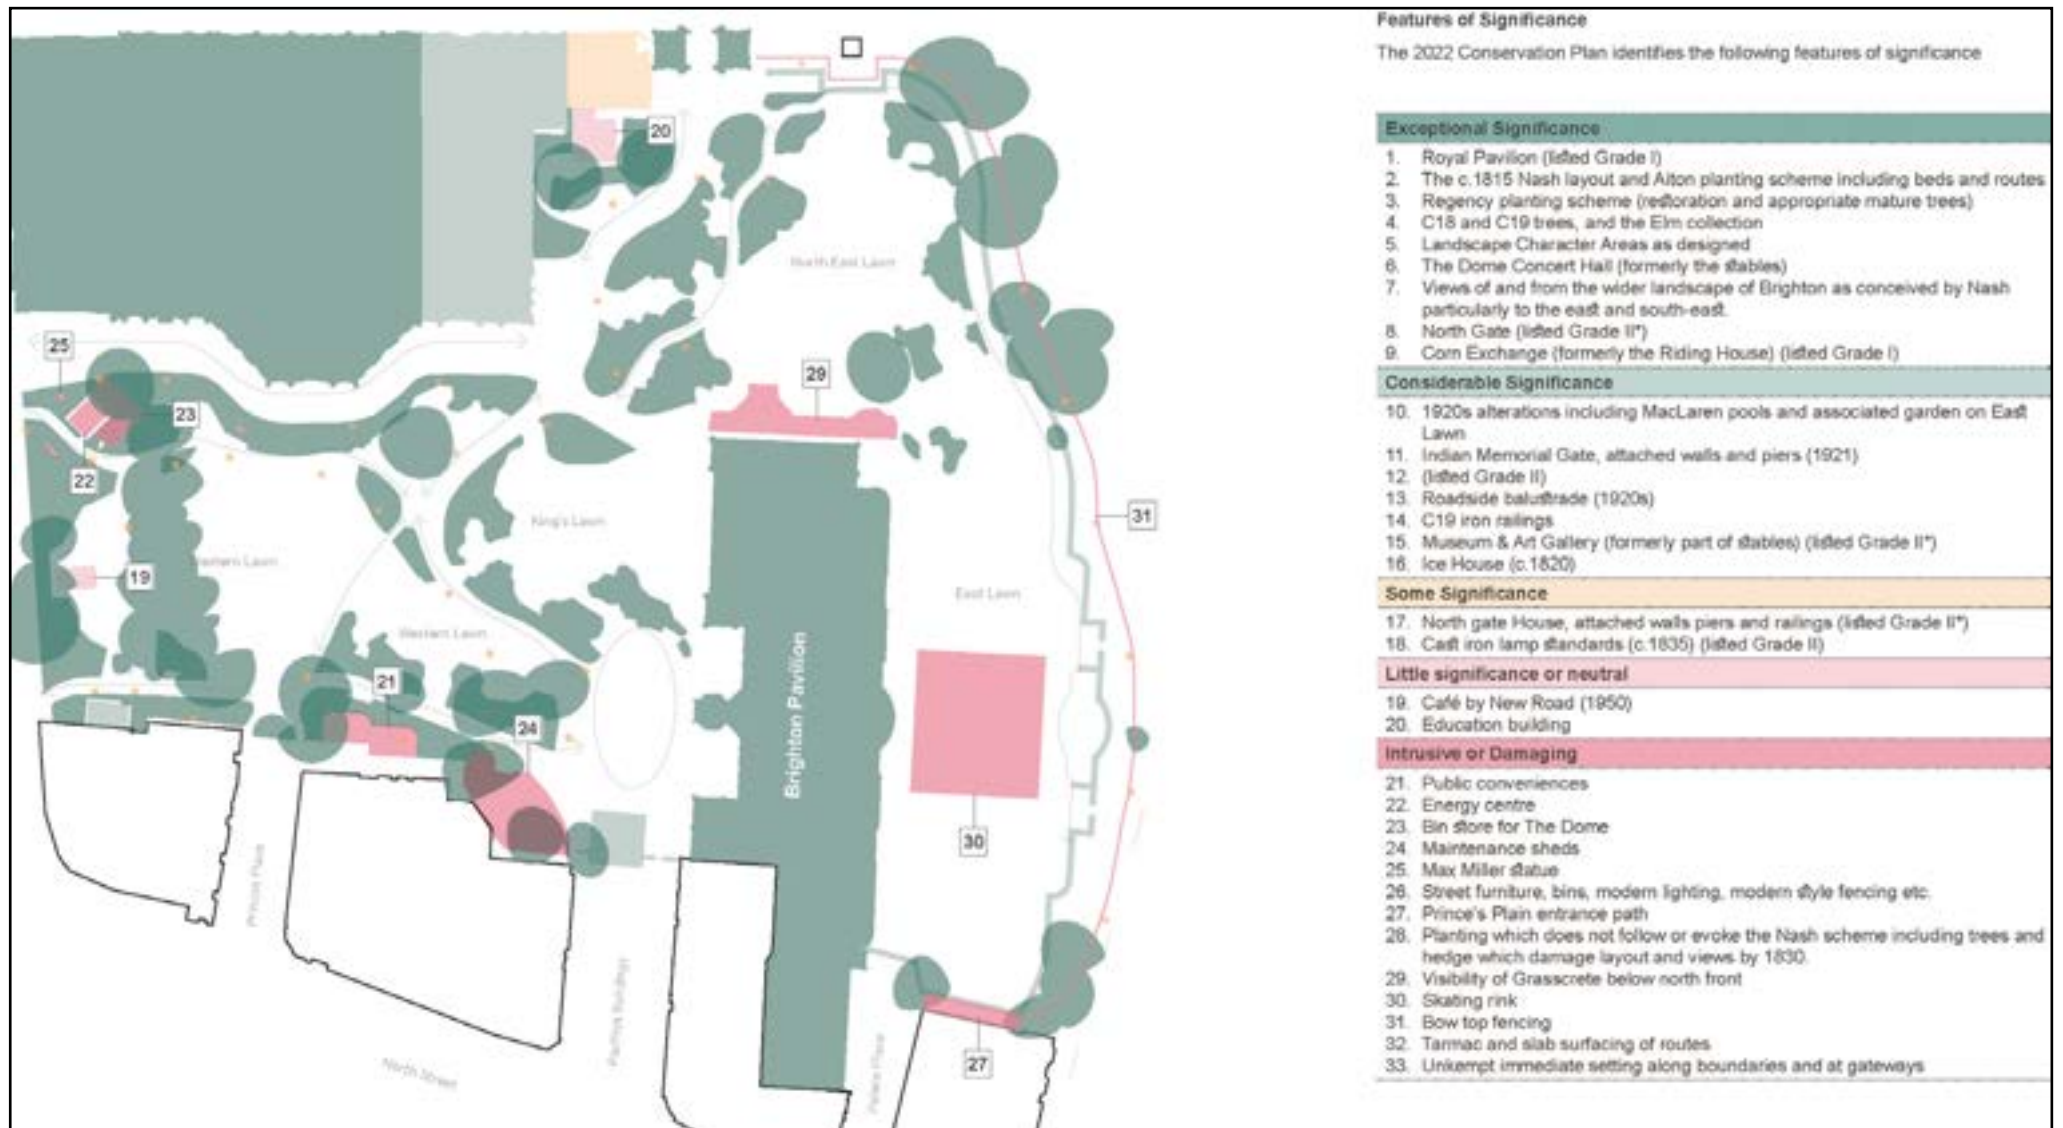 20
25
23
22
19
21
24
29
31
30
27
North East Lawn
King's Lawn
Western Lawn
Western Lawn
East Lawn
Brighton Pavilion
Princes Place
Pavilion Buildings
Palace Place
North Street
Features of Significance
The 2022 Conservation Plan identifies the following features of significance
Exceptional Significance
1. Royal Pavilion (listed Grade I)
2. The c.1815 Nash layout and Aiton planting scheme including beds and routes
3. Regency planting scheme (restoration and appropriate mature trees)
4. C18 and C19 trees, and the Elm collection
5. Landscape Character Areas as designed
6. The Dome Concert Hall (formerly the stables)
7. Views of and from the wider landscape of Brighton as conceived by Nash
particularly to the east and south-east.
8. North Gate (listed Grade II*)
9. Corn Exchange (formerly the Riding House) (listed Grade I)
Considerable Significance
10. 1920s alterations including MacLaren pools and associated garden on East
Lawn
11. Indian Memorial Gate, attached walls and piers (1921)
12. (listed Grade II)
13. Roadside balustrade (1920s)
14. C19 iron railings
15. Museum & Art Gallery (formerly part of stables) (listed Grade II*)
16. Ice House (c.1820)
Some Significance
17. North gate House, attached walls piers and railings (listed Grade II*)
18. Cast iron lamp standards (c.1835) (listed Grade II)
Little significance or neutral
19. Café by New Road (1950)
20. Education building
Intrusive or Damaging
21. Public conveniences
22. Energy centre
23. Bin store for The Dome
24. Maintenance sheds
25. Max Miller statue
26. Street furniture, bins, modern lighting, modern style fencing etc.
27. Prince's Plain entrance path
28. Planting which does not follow or evoke the Nash scheme including trees and
hedge which damage layout and views by 1830.
29. Visibility of Grasscrete below north front
30. Skating rink
31. Bow top fencing
32. Tarmac and slab surfacing of routes
33. Unkempt immediate setting along boundaries and at gateways